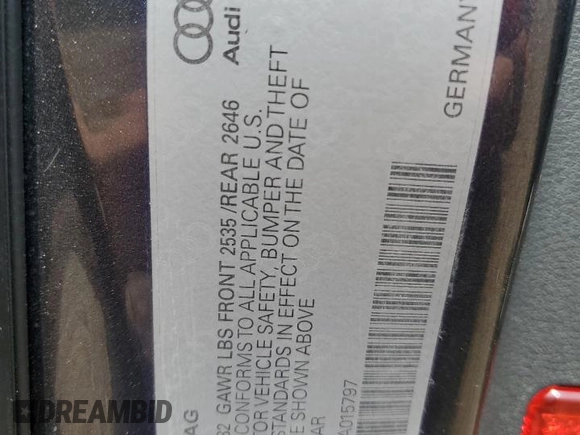 AG
GERMANY
Audi
GAWR LBS FRONT 2535 /REAR 2646
CONFORMS TO ALL APPLICABLE U.S.
VEHICLE SAFETY, BUMPER AND THEFT
STANDARDS IN EFFECT ON THE DATE OF
SHOWN ABOVE
A015797
DREAMBID